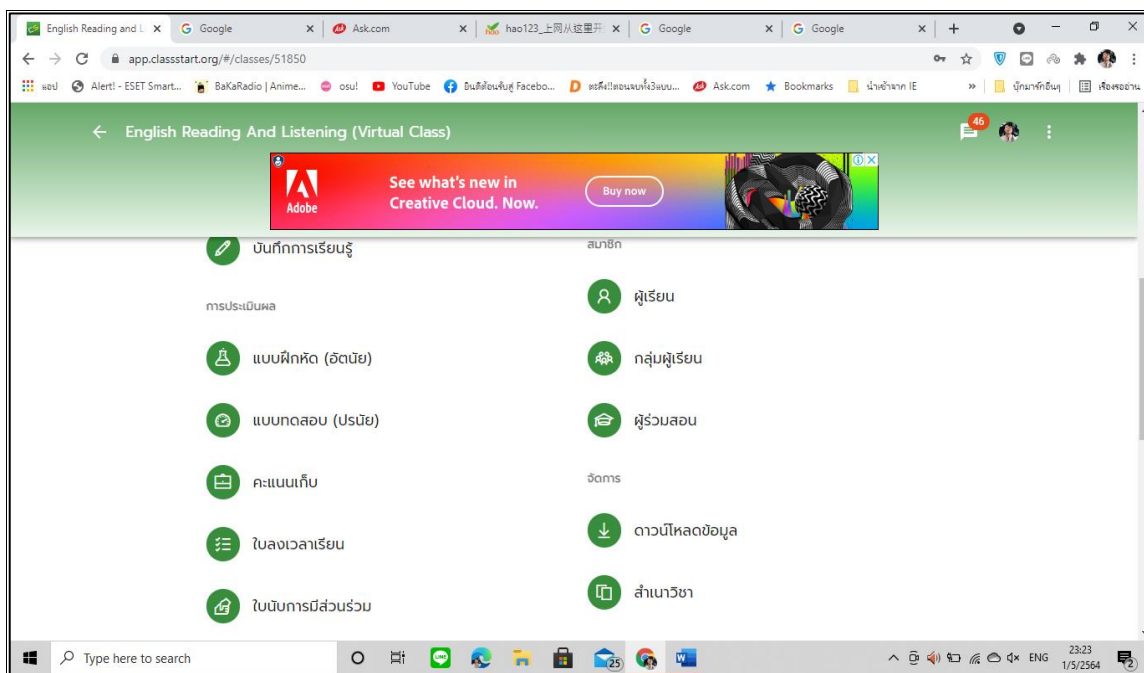 English Reading and L
Google
Ask.com
hao123_上网从这里开
Google
Google
app.classstart.org/#/classes/51850
แอป
Alert! - ESET Smart...
BaKaRadio | Anime...
osu!
YouTube
ยินดีต้อนรับสู่ Facebo...
Ask.com
Bookmarks
นำเข้าจาก IE
»
บุ๊กมาร์กอื่นๆ
เรื่องรออ่าน
English Reading And Listening (Virtual Class)
46
Adobe
See what's new in
Creative Cloud. Now.
Buy now
บันทึกการเรียนรู้
การประเมินผล
แบบฝึกหัด (อัตนัย)
แบบทดสอบ (ปรนัย)
คะแนนเก็บ
ใบลงเวลาเรียน
ใบนับการมีส่วนร่วม
สมาชิก
ผู้เรียน
กลุ่มผู้เรียน
ผู้ร่วมสอน
จัดการ
ดาวน์โหลดข้อมูล
สำเนาวิชา
Type here to search
LINE
25
W
ENG
23:23
1/5/2564
2